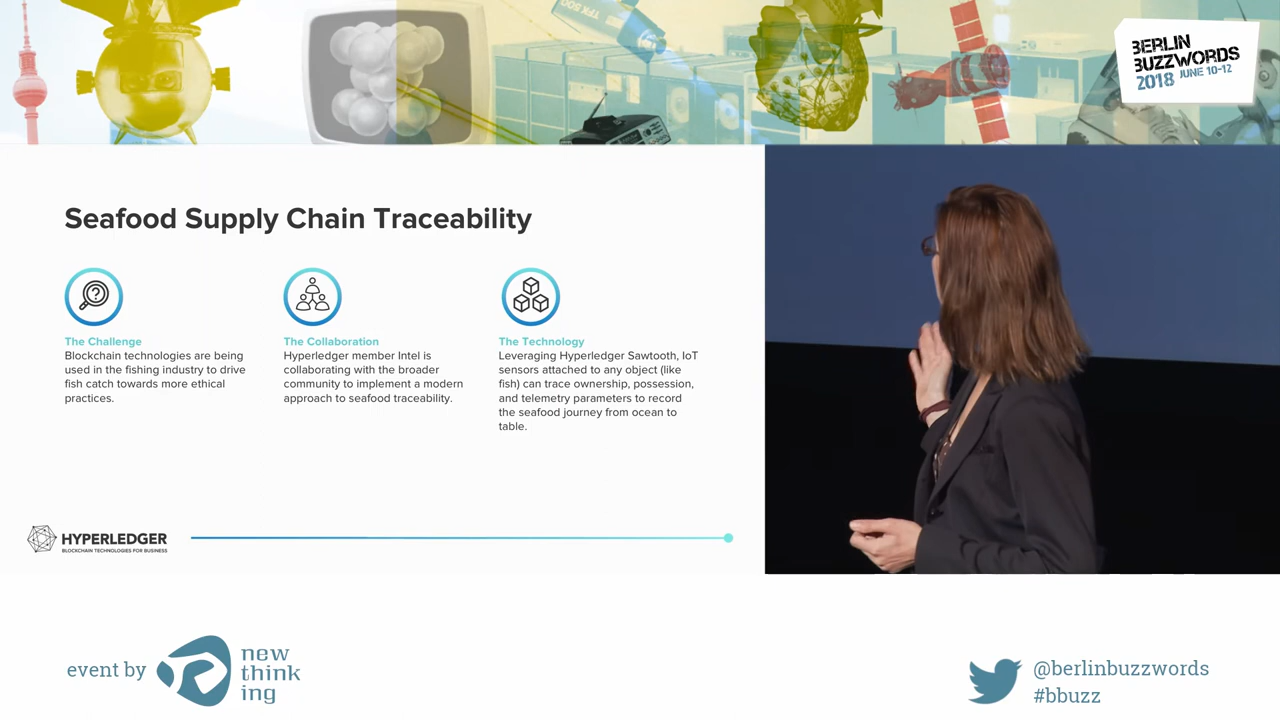 TFK 500
BERLIN
BUZZWORDS
2018 JUNE 10-12
Seafood Supply Chain Traceability
The Challenge
Blockchain technologies are being
used in the fishing industry to drive
fish catch towards more ethical
practices.
The Collaboration
Hyperledger member Intel is
collaborating with the broader
community to implement a modern
approach to seafood traceability.
The Technology
Leveraging Hyperledger Sawtooth, IoT
sensors attached to any object (like
fish) can trace ownership, possession,
and telemetry parameters to record
the seafood journey from ocean to
table.
HYPERLEDGER
BLOCKCHAIN TECHNOLOGIES FOR BUSINESS
event by
new
think
ing
@berlinbuzzwords
#bbuzz